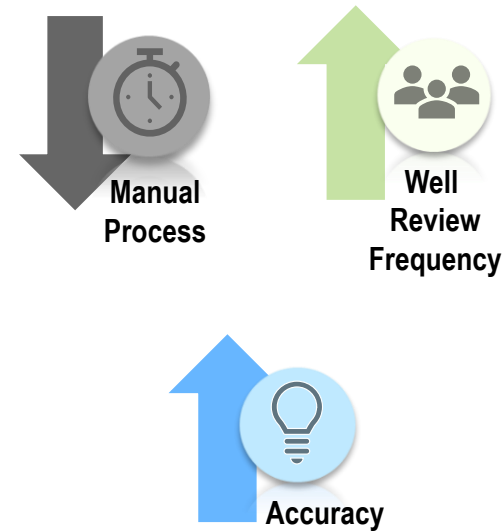 Manual
Process
Well
Review
Frequency
Accuracy